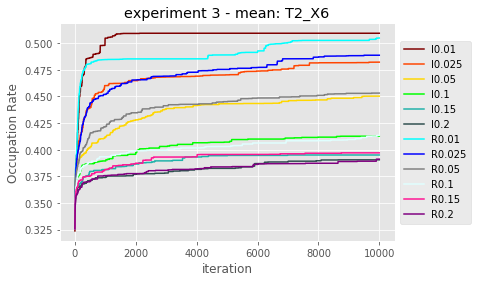 experiment 3 - mean: T2_X6
Occupation Rate
0.500
0.475
0.450
0.425
0.400
0.375
0.350
0.325
0
2000
4000
6000
8000
10000
iteration
I0.01
I0.025
I0.05
I0.1
I0.15
I0.2
R0.01
R0.025
R0.05
R0.1
R0.15
R0.2